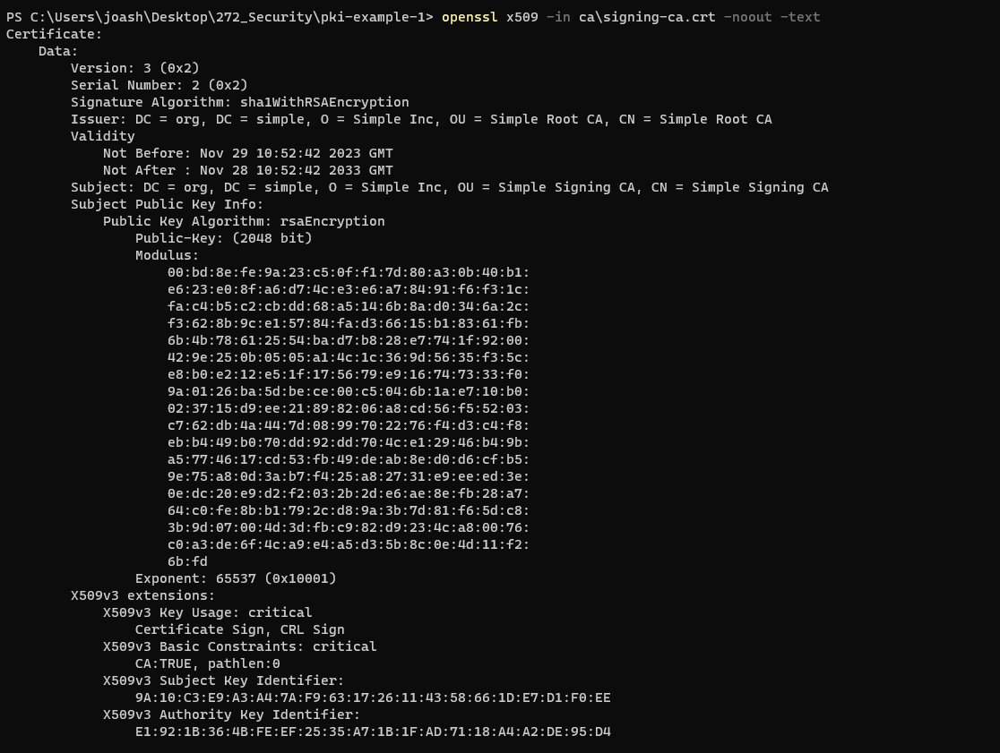 PS C:\Users\joash\Desktop\272_Security\pki-example-1> openssl x509 -in ca\signing-ca.crt -noout -text
Certificate:
    Data:
        Version: 3 (0x2)
        Serial Number: 2 (0x2)
        Signature Algorithm: sha1WithRSAEncryption
        Issuer: DC = org, DC = simple, O = Simple Inc, OU = Simple Root CA, CN = Simple Root CA
        Validity
            Not Before: Nov 29 10:52:42 2023 GMT
            Not After : Nov 28 10:52:42 2033 GMT
        Subject: DC = org, DC = simple, O = Simple Inc, OU = Simple Signing CA, CN = Simple Signing CA
        Subject Public Key Info:
            Public Key Algorithm: rsaEncryption
                Public-Key: (2048 bit)
                Modulus:
                    00:bd:8e:fe:9a:23:c5:0f:f1:7d:80:a3:0b:40:b1:
                    e6:23:e0:8f:a6:d7:4c:e3:e6:a7:84:91:f6:f3:1c:
                    fa:c4:b5:c2:cb:dd:68:a5:14:6b:8a:d0:34:6a:2c:
                    f3:62:8b:9c:e1:57:84:fa:d3:66:15:b1:83:61:fb:
                    6b:4b:78:61:25:54:ba:d7:b8:28:e7:74:1f:92:00:
                    42:9e:25:0b:05:05:a1:4c:1c:36:9d:56:35:f3:5c:
                    e8:b0:e2:12:e5:1f:17:56:79:e9:16:74:73:33:f0:
                    9a:01:26:ba:5d:be:ce:00:c5:04:6b:1a:e7:10:b0:
                    02:37:15:d9:ee:21:89:82:06:a8:cd:56:f5:52:03:
                    c7:62:db:4a:44:7d:08:99:70:22:76:f4:d3:c4:f8:
                    eb:b4:49:b0:70:dd:92:dd:70:4c:e1:29:46:b4:9b:
                    a5:77:46:17:cd:53:fb:49:de:ab:8e:d0:d6:cf:b5:
                    9e:75:a8:0d:3a:b7:f4:25:a8:27:31:e9:ee:ed:3e:
                    0e:dc:20:e9:d2:f2:03:2b:2d:e6:ae:8e:fb:28:a7:
                    64:c0:fe:8b:b1:79:2c:d8:9a:3b:7d:81:f6:5d:c8:
                    3b:9d:07:00:4d:3d:fb:c9:82:d9:23:4c:a8:00:76:
                    c0:a3:de:6f:4c:a9:e4:a5:d3:5b:8c:0e:4d:11:f2:
                    6b:fd
                Exponent: 65537 (0x10001)
        X509v3 extensions:
            X509v3 Key Usage: critical
                Certificate Sign, CRL Sign
            X509v3 Basic Constraints: critical
                CA:TRUE, pathlen:0
            X509v3 Subject Key Identifier:
                9A:10:C3:E9:A3:A4:7A:F9:63:17:26:11:43:58:66:1D:E7:D1:F0:EE
            X509v3 Authority Key Identifier:
                E1:92:1B:36:4B:FE:EF:25:35:A7:1B:1F:AD:71:18:A4:A2:DE:95:D4